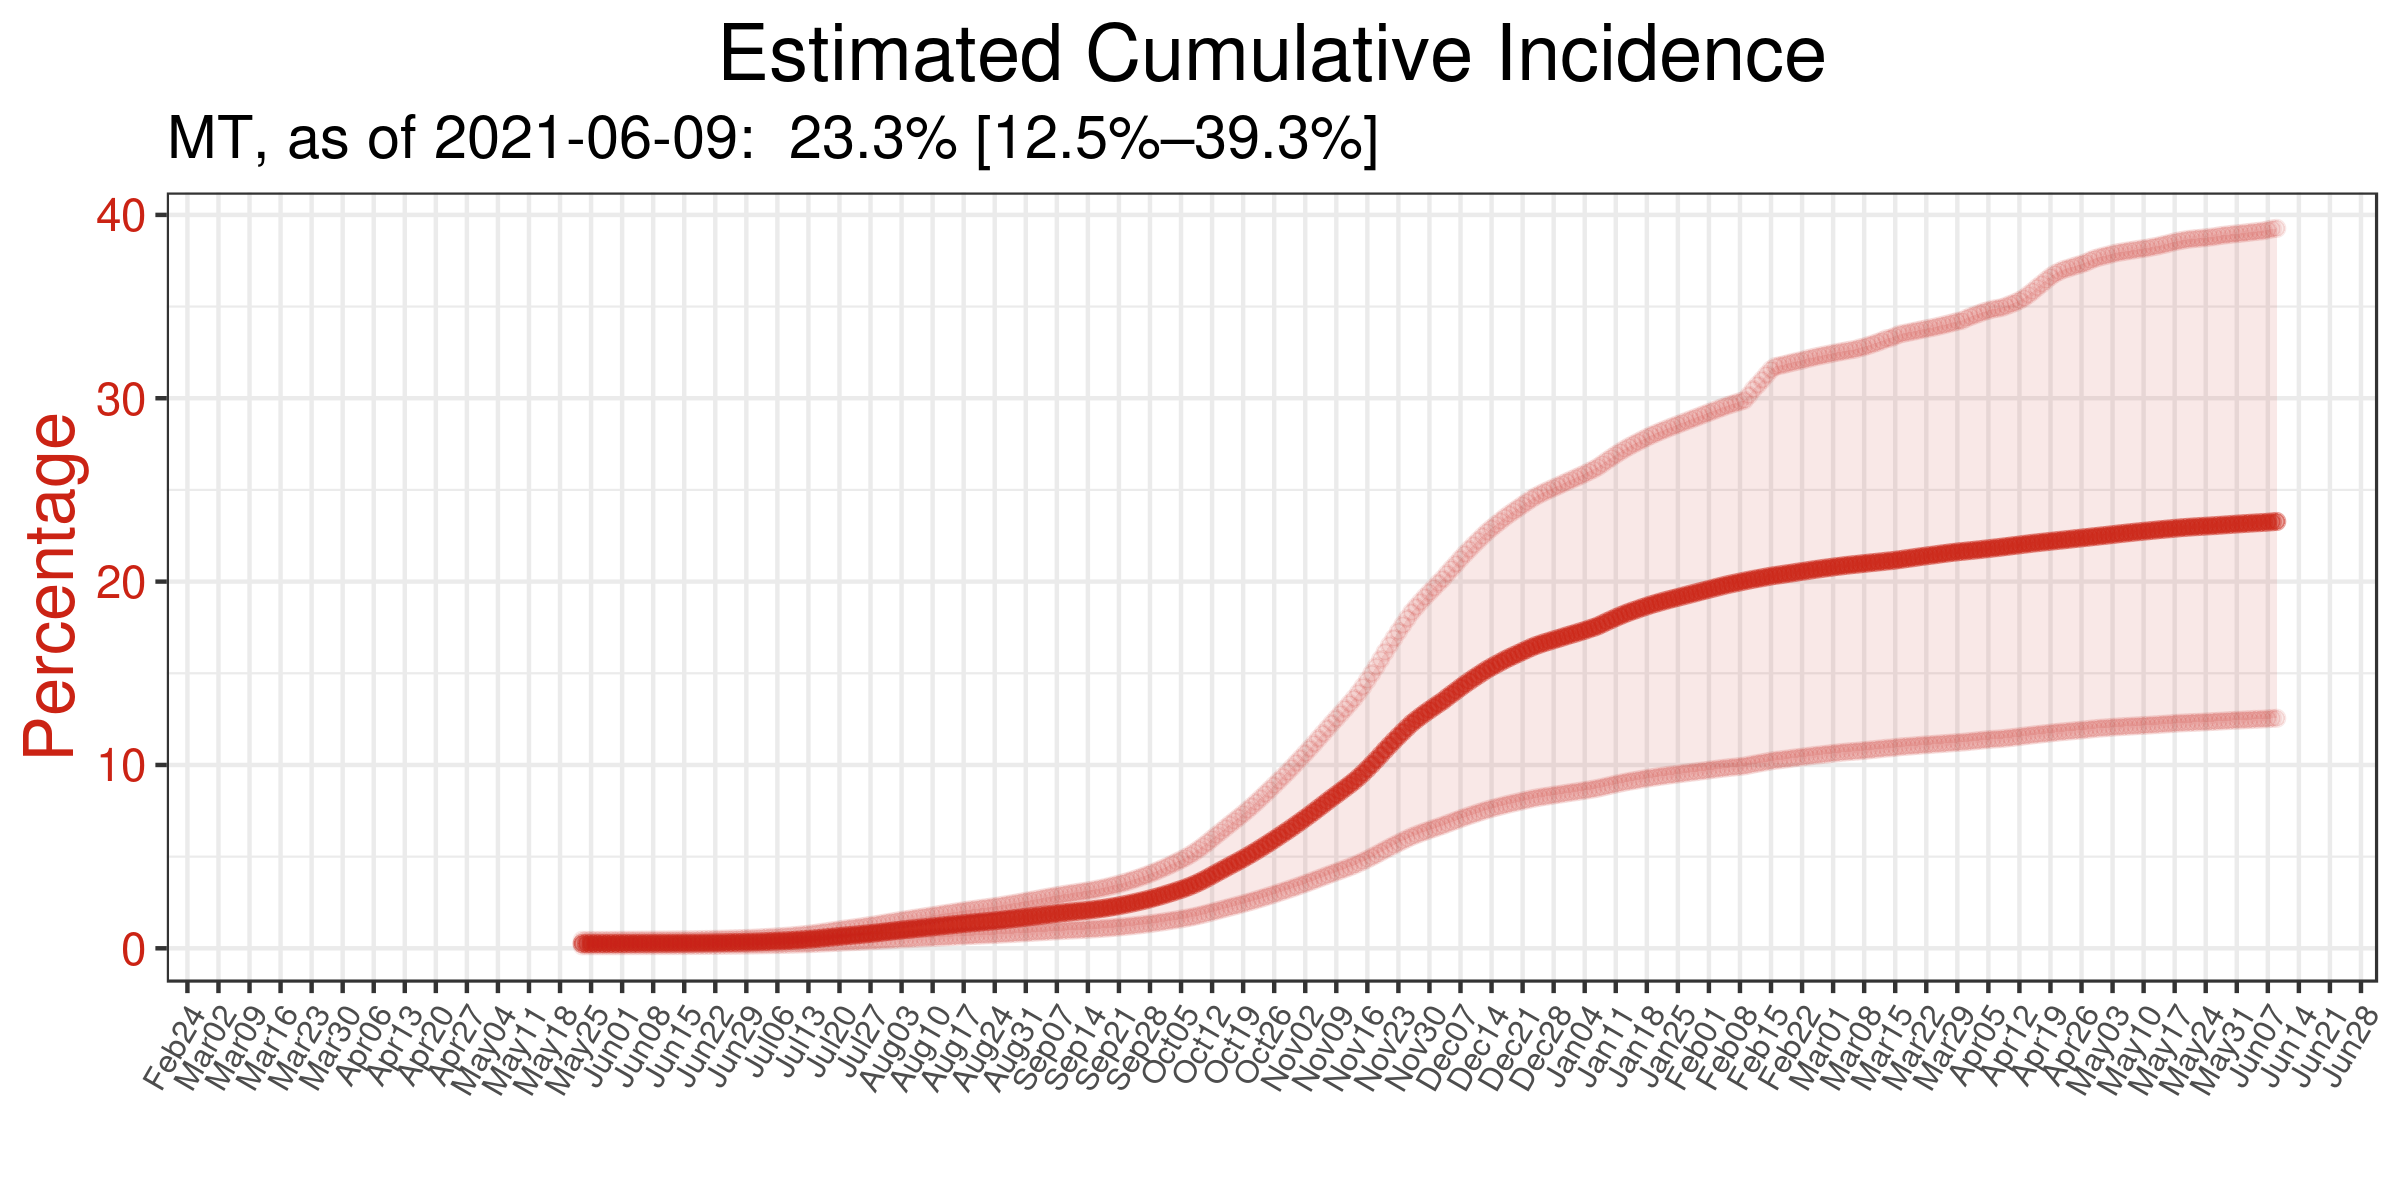 Estimated Cumulative Incidence
MT, as of 2021-06-09:  23.3% [12.5%–39.3%]
Percentage
40
30
20
10
0
Feb24
Mar02
Mar09
Mar16
Mar23
Mar30
Apr06
Apr13
Apr20
Apr27
May04
May11
May18
May25
Jun01
Jun08
Jun15
Jun22
Jun29
Jul06
Jul13
Jul20
Jul27
Aug03
Aug10
Aug17
Aug24
Aug31
Sep07
Sep14
Sep21
Sep28
Oct05
Oct12
Oct19
Oct26
Nov02
Nov09
Nov16
Nov23
Nov30
Dec07
Dec14
Dec21
Dec28
Jan04
Jan11
Jan18
Jan25
Feb01
Feb08
Feb15
Feb22
Mar01
Mar08
Mar15
Mar22
Mar29
Apr05
Apr12
Apr19
Apr26
May03
May10
May17
May24
May31
Jun07
Jun14
Jun21
Jun28